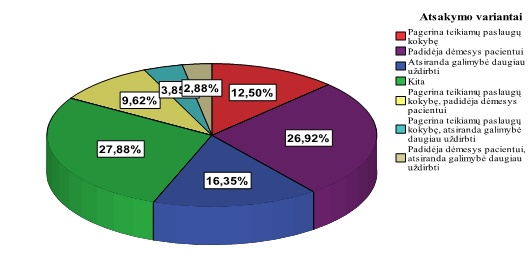 Atsakymo variantai
Pagerina teikiamų paslaugų
kokybę
Padidėja dėmesys pacientui
Atsiranda galimybė daugiau
uždirbti
Kita
Pagerina teikiamų paslaugų
kokybę, padidėja dėmesys
pacientui
Pagerina teikiamų paslaugų
kokybę, atsiranda galimybė
daugiau uždirbti
Padidėja dėmesys pacientui,
atsiranda galimybė daugiau
uždirbti
12,50%
26,92%
16,35%
27,88%
9,62%
3,85
2,88%